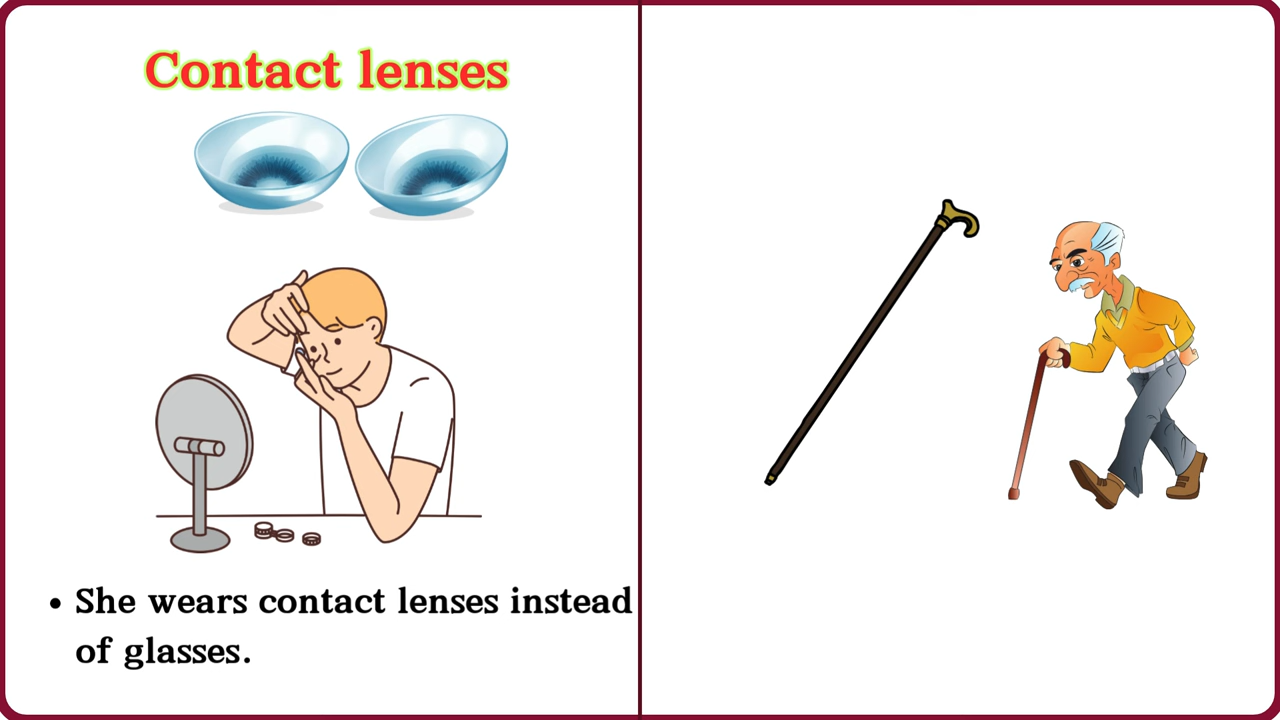 Contact lenses
• She wears contact lenses instead
of glasses.